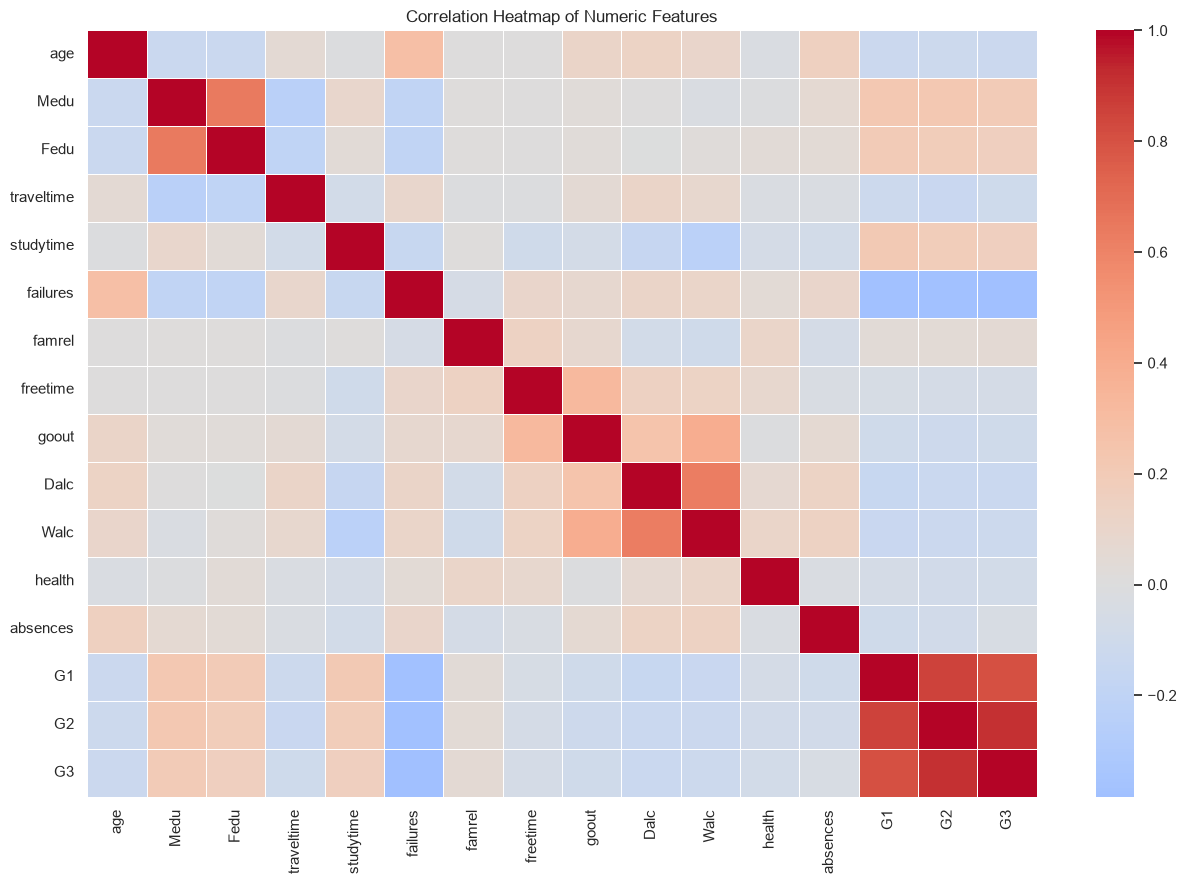 Correlation Heatmap of Numeric Features
age
Medu
Fedu
traveltime
studytime
failures
famrel
freetime
goout
Dalc
Walc
health
absences
G1
G2
G3
age
Medu
Fedu
traveltime
studytime
failures
famrel
freetime
goout
Dalc
Walc
health
absences
G1
G2
G3
1.0
0.8
0.6
0.4
0.2
0.0
−0.2